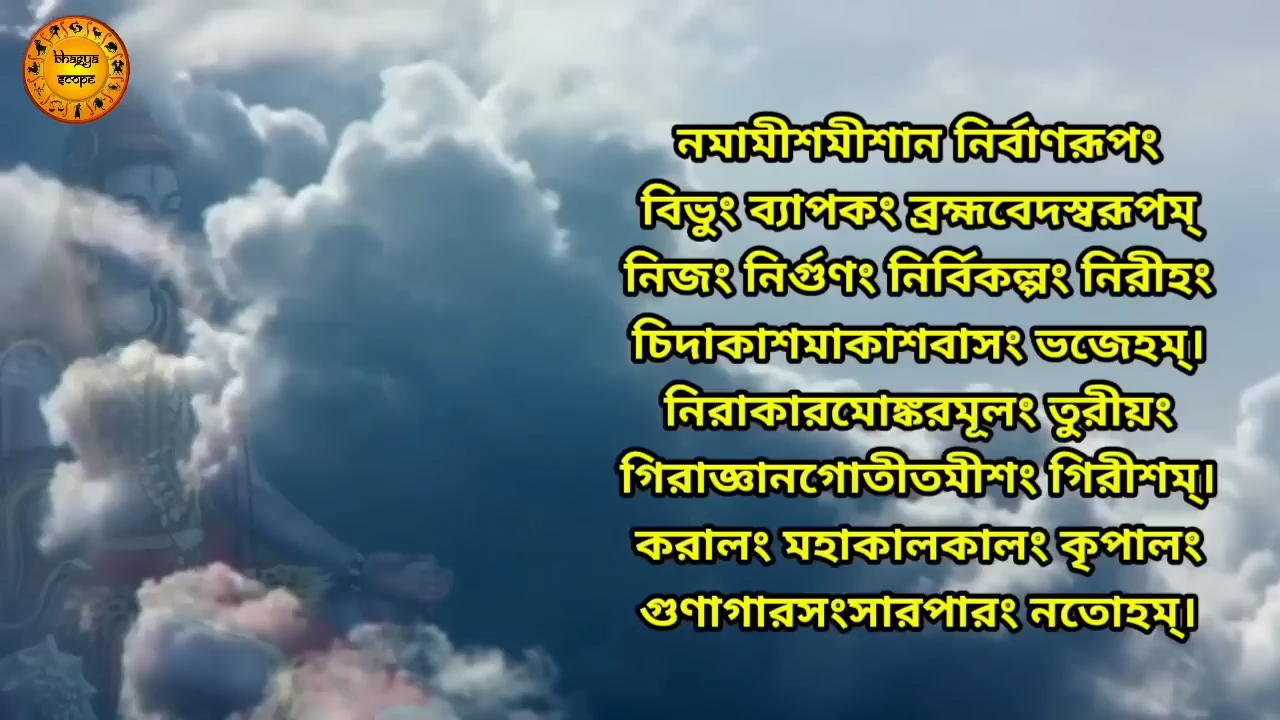 bhagya
scope
নমামীশমীশান নির্বাণরূপং
বিভুং ব্যাপকং ব্রহ্মবেদস্বরূপম্
নিজং নির্গুণং নির্বিকল্পং নিরীহং
চিদাকাশমাকাশবাসং ভজেহম্।
নিরাকারমোঙ্করমূলং তুরীয়ং
গিরাজ্ঞানগোতীতমীশং গিরীশম্।
করালং মহাকালকালং কৃপালং
গুণাগারসংসারপারং নতোহম্।